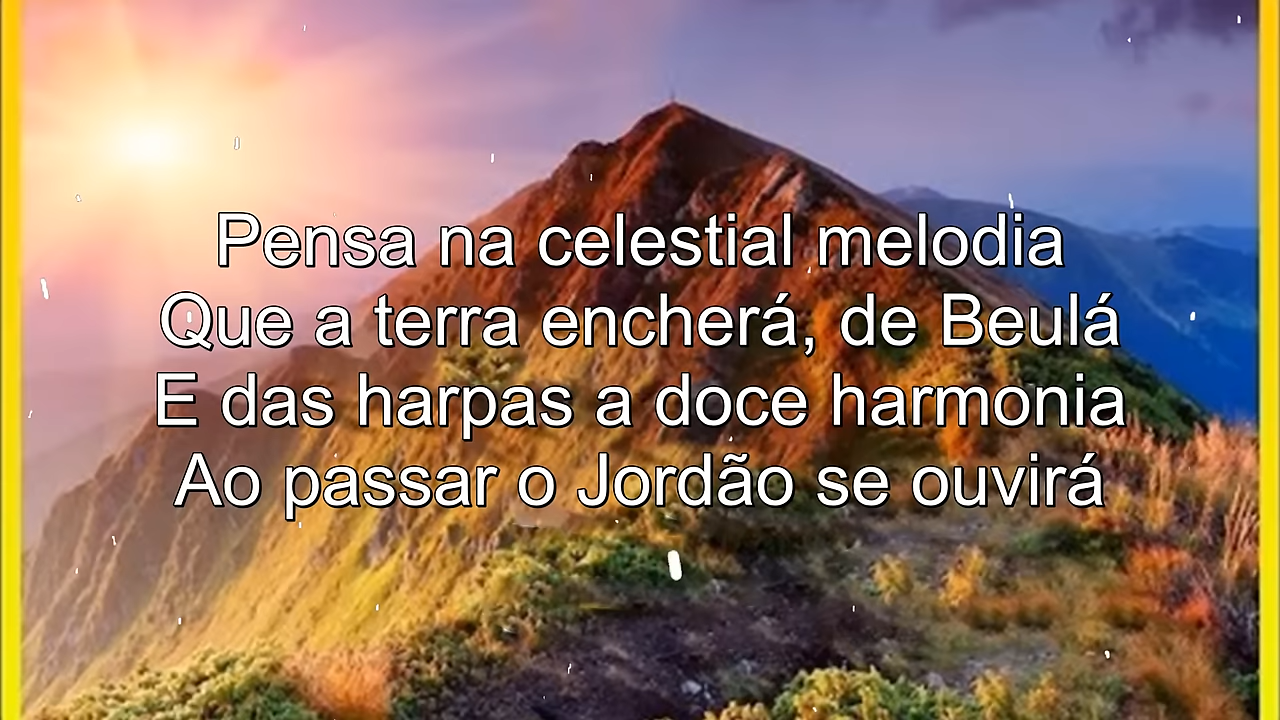 Pensa na celestial melodia
Que a terra encherá, de Beulá
E das harpas a doce harmonia
Ao passar o Jordão se ouvirá